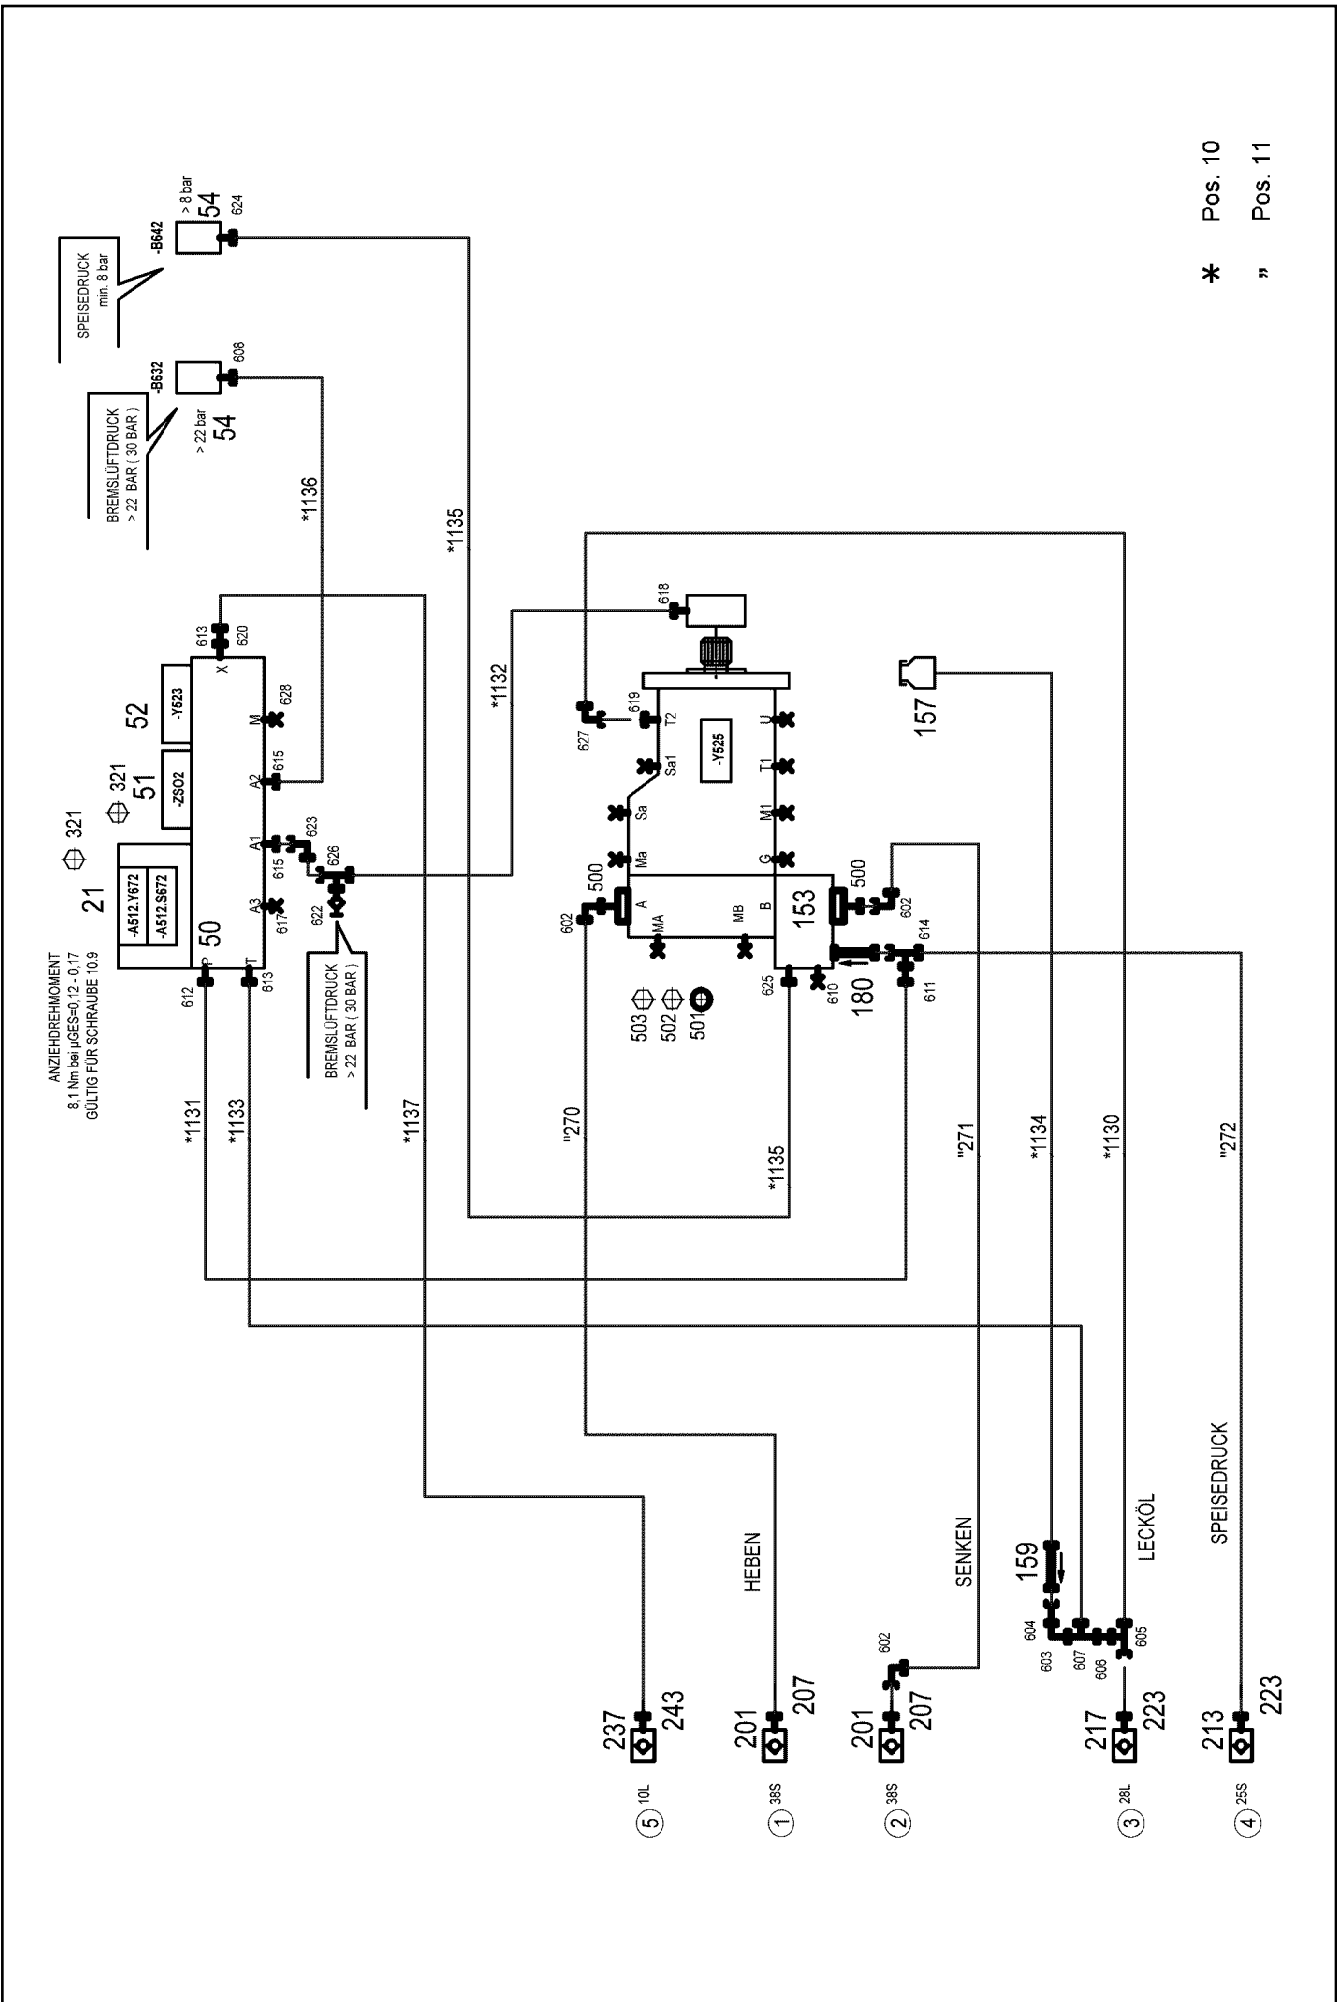 ANZIEHDREHMOMENT
8,1 Nm bei µGES=0,12 - 0,17
GÜLTIG FÜR SCHRAUBE 10.9
21
321
321
51
52
-A512.Y672
-A512.S672
-ZSO2
-Y523
50
P
T
A3
A1
A2
M
X
612
613
617
615
623
615
628
613
620
622
626
BREMSLÜFTDRUCK
> 22 BAR ( 30 BAR )
BREMSLÜFTDRUCK
> 22 BAR ( 30 BAR )
-B632
> 22 bar
54
608
SPEISEDRUCK
min. 8 bar
-B642
> 8 bar
54
624
*1131
*1133
*1137
*1136
*1135
*1132
"270
*1135
"271
*1134
*1130
"272
602
500
A
MA
MB
B
153
Ma
Sa
Sa1
T2
619
627
618
-Y525
G
M1
T1
U
500
602
503
502
501
625
610
180
614
611
157
159
604
603
607
606
605
602
HEBEN
SENKEN
LECKÖL
SPEISEDRUCK
5 10L
237
243
1 38S
201
207
2 38S
201
207
3 28L
217
223
4 25S
213
223
* Pos. 10
" Pos. 11